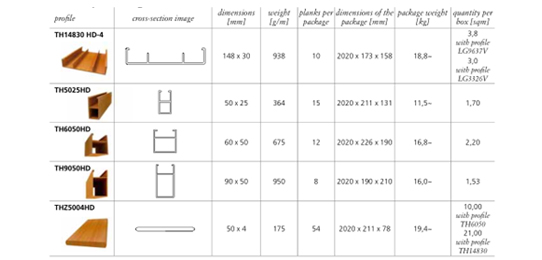 profile
cross-section image
dimensions
[mm]
weight
[g/m]
planks per
package
dimensions of the
package [mm]
package weight
[kg]
quantity per
box [sqm]
TH14830 HD-4
148 x 30
938
10
2020 x 173 x 158
18,8~
3,8
with profile
LG9637V
3,0
with profile
LG3326V
TH5025HD
50 x 25
364
15
2020 x 211 x 131
11,5~
1,70
TH6050HD
60 x 50
675
12
2020 x 226 x 190
16,8~
2,20
TH9050HD
90 x 50
950
8
2020 x 190 x 210
16,0~
1,53
THZ5004HD
50 x 4
175
54
2020 x 211 x 78
19,4~
10,00
with profile
TH6050
21,00
with profile
TH14830